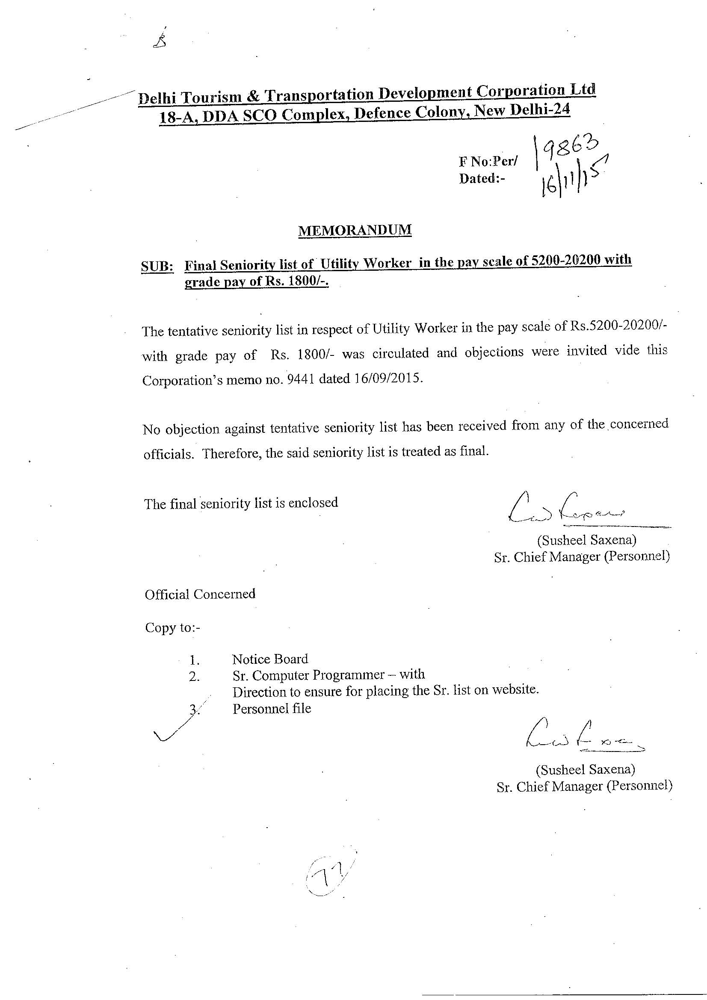 Delhi Tourism & Transportation Development Corporation Ltd
18-A, DDA SCO Complex, Defence Colony, New Delhi-24
F No:Per/ 9863
Dated:- 16/11/15
MEMORANDUM
SUB: Final Seniority list of Utility Worker in the pay scale of 5200-20200 with
grade pay of Rs. 1800/-.
The tentative seniority list in respect of Utility Worker in the pay scale of Rs.5200-20200/-
with grade pay of Rs. 1800/- was circulated and objections were invited vide this
Corporation's memo no. 9441 dated 16/09/2015.
No objection against tentative seniority list has been received from any of the concerned
officials. Therefore, the said seniority list is treated as final.
The final seniority list is enclosed
(Susheel Saxena)
Sr. Chief Manager (Personnel)
Official Concerned
Copy to:-
1. Notice Board
2. Sr. Computer Programmer – with
Direction to ensure for placing the Sr. list on website.
3. Personnel file
(Susheel Saxena)
Sr. Chief Manager (Personnel)